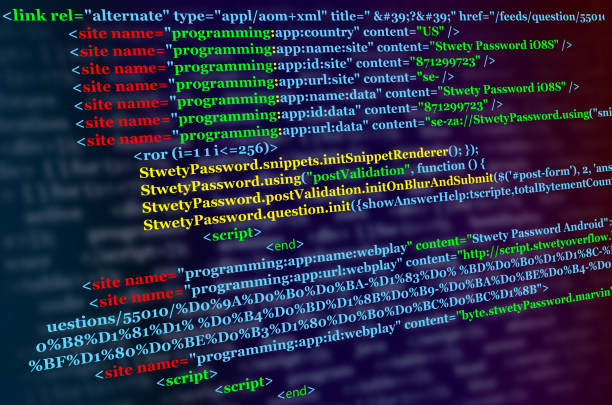 <link rel="alternate" type="appl/aom+xml" title=" &#39;?&#39;" href="/feeds/question/5501
<site name="programming:app:country" content="US" />
<site name="programming:app:name:site" content="Stwety Password iO8S" />
<site name="programming:app:id:site" content="871299723" />
<site name="programming:app:url:site" content="se-/>
<site name="programming:app:name:data" content="Stwety Password iO8S" />
<site name="programming:app:id:data" content="871299723" />
<site name="programming:app:url:data" content="se-za://StwetyPassword.using("sni
<ror (i=1 1 i<=256)>
StwetyPassword.snippets.initSnippetRenderer(); });
StwetyPassword.using("postValidation", function () {
StwetyPassword.postValidation.initOnBlurAndSubmit($('#post-form'), 2, 'ans
StwetyPassword.question.init({showAnswerHelp:tscripte,totalBytementCoun
<script>
<end>
<site name="programming:app:name:webplay" content="Stwety Password Android">
<site name="programming:app:url:webplay" content="http://script.stwetyoverflow.
uestions/55010/%D0%9A%D0%B0%D0%BA-%D1%83%D0% %BD%D0%B0%D1%8C-%
0%B8%D1%81%D1% %D0%B4%D0%BD%D1%8B%D0%B9-%D0%BA%D0%BE%D0%B4-%D0
%BF%D1%80%D0%BE%D0%B3%D1%80%D0%B0%D0%BC%D0%BC%D1%8B">
<site name="programming:app:id:webplay" content="byte.stwetyPassword.marvin"
<script>
<script>
<end>